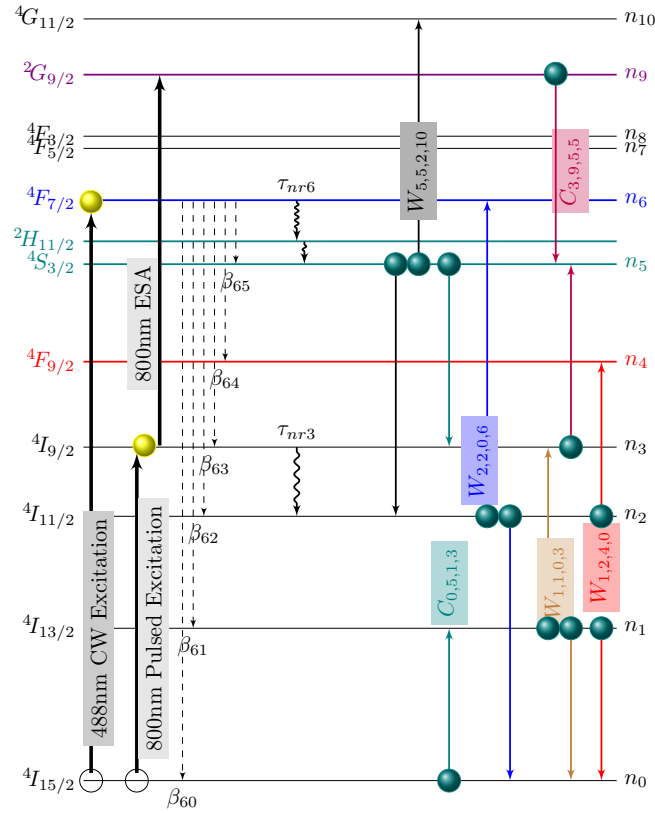 ⁴G₁₁/₂ n₁₀
²G₉/₂ n₉
⁴F₃/₂ n₈
⁴F₅/₂ n₇
τₙᵣ₆
⁴F₇/₂ n₆
²H₁₁/₂
⁴S₃/₂ n₅
β₆₅
W₅,₅,₂,₁₀
C₃,₉,₅,₅
800nm ESA
⁴F₉/₂ n₄
β₆₄
τₙᵣ₃
⁴I₉/₂ n₃
β₆₃
W₂,₂,₀,₆
⁴I₁₁/₂ n₂
β₆₂
488nm CW Excitation
800nm Pulsed Excitation
C₀,₅,₁,₃
W₁,₁,₀,₃
W₁,₂,₄,₀
⁴I₁₃/₂ n₁
β₆₁
⁴I₁₅/₂ n₀
β₆₀